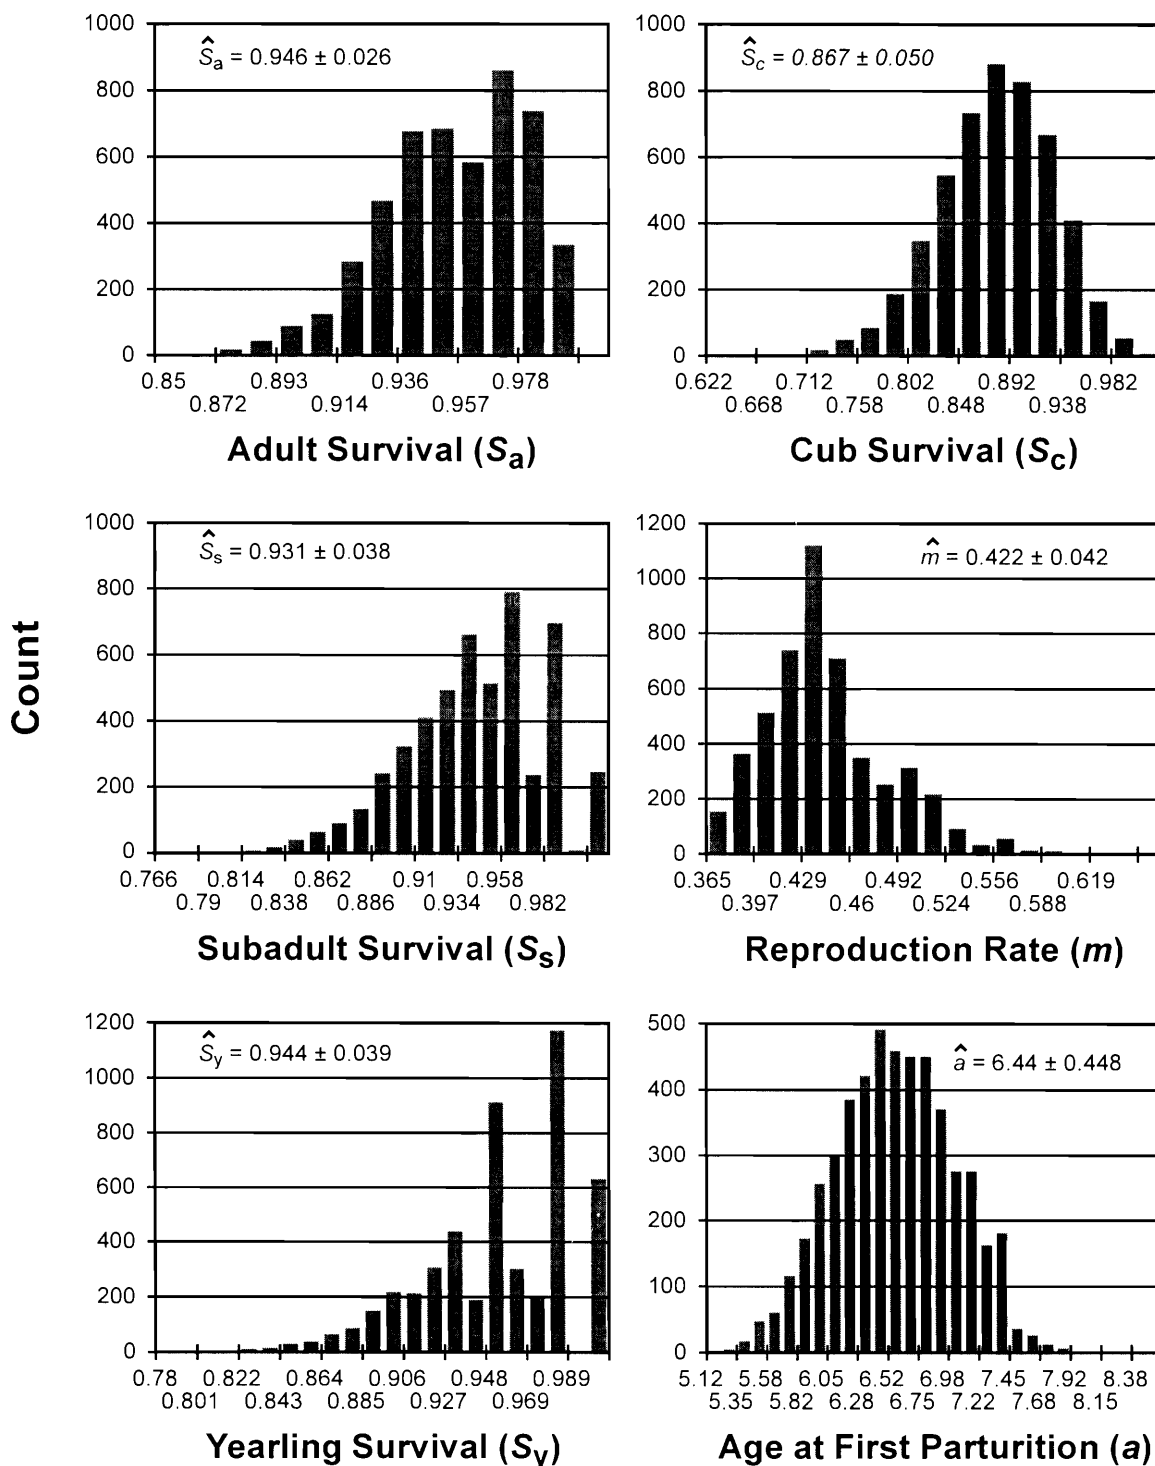 Count
1000
800
600
400
200
0
Ŝa = 0.946 ± 0.026
0.85 0.893 0.936 0.978
0.872 0.914 0.957
Adult Survival (Sa)
1000
800
600
400
200
0
Ŝc = 0.867 ± 0.050
0.622 0.712 0.802 0.892 0.982
0.668 0.758 0.848 0.938
Cub Survival (Sc)
1000
800
600
400
200
0
Ŝs = 0.931 ± 0.038
0.766 0.814 0.862 0.91 0.958
0.79 0.838 0.886 0.934 0.982
Subadult Survival (Ss)
1200
1000
800
600
400
200
0
m̂ = 0.422 ± 0.042
0.365 0.429 0.492 0.556 0.619
0.397 0.46 0.524 0.588
Reproduction Rate (m)
1200
1000
800
600
400
200
0
Ŝy = 0.944 ± 0.039
0.78 0.822 0.864 0.906 0.948 0.989
0.801 0.843 0.885 0.927 0.969
Yearling Survival (Sy)
500
400
300
200
100
0
â = 6.44 ± 0.448
5.12 5.58 6.05 6.52 6.98 7.45 7.92 8.38
5.35 5.82 6.28 6.75 7.22 7.68 8.15
Age at First Parturition (a)